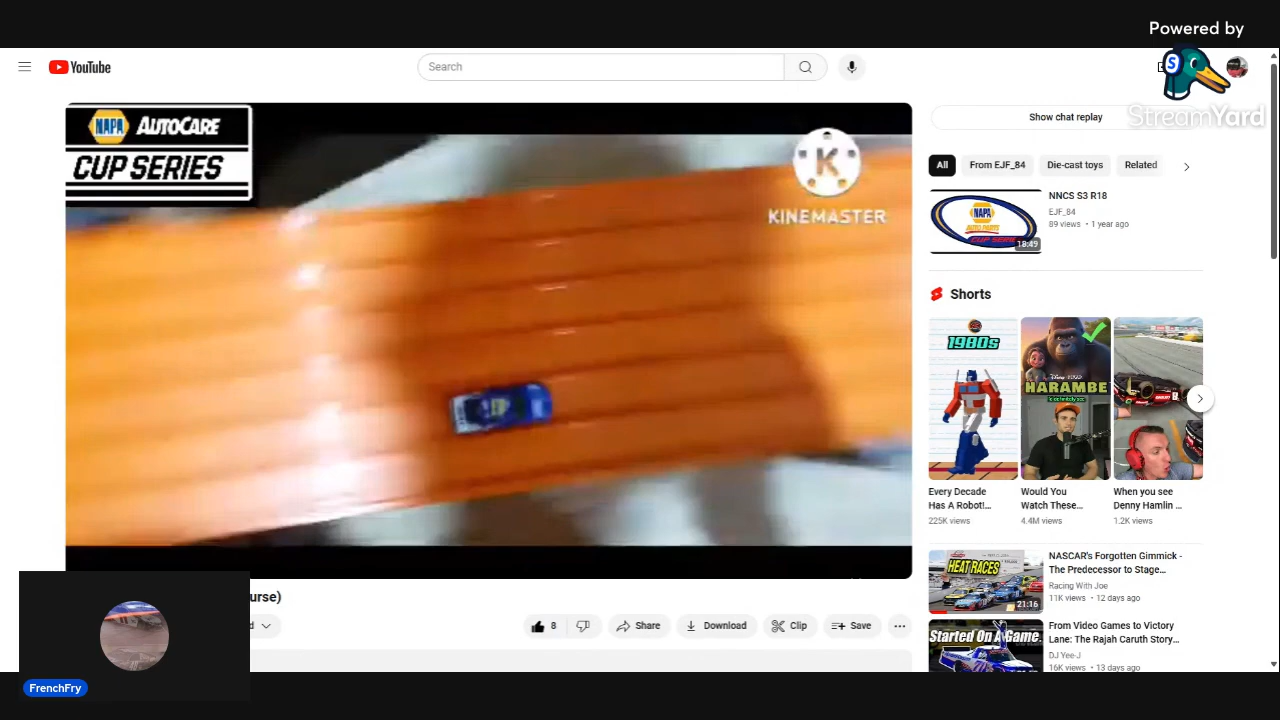 Powered by
StreamYard
YouTube
Search
NAPA AUTOCARE
CUP SERIES
K
KINEMASTER
Show chat replay
All
From EJF_84
Die-cast toys
Related
NAPA
AUTO PARTS
CUP SERIES
18:49
NNCS S3 R18
EJF_84
89 views • 1 year ago
Shorts
1980s
HARAMBE
Every Decade
Has A Robot!...
225K views
Would You
Watch These...
4.4M views
When you see
Denny Hamlin ...
1.2K views
HEAT RACES
21:16
NASCAR's Forgotten Gimmick -
The Predecessor to Stage...
Racing With Joe
11K views • 12 days ago
Started On A Game.
From Video Games to Victory
Lane: The Rajah Caruth Story...
DJ Yee-J
16K views • 13 days ago
urse)
d
8
Share
Download
Clip
Save
FrenchFry